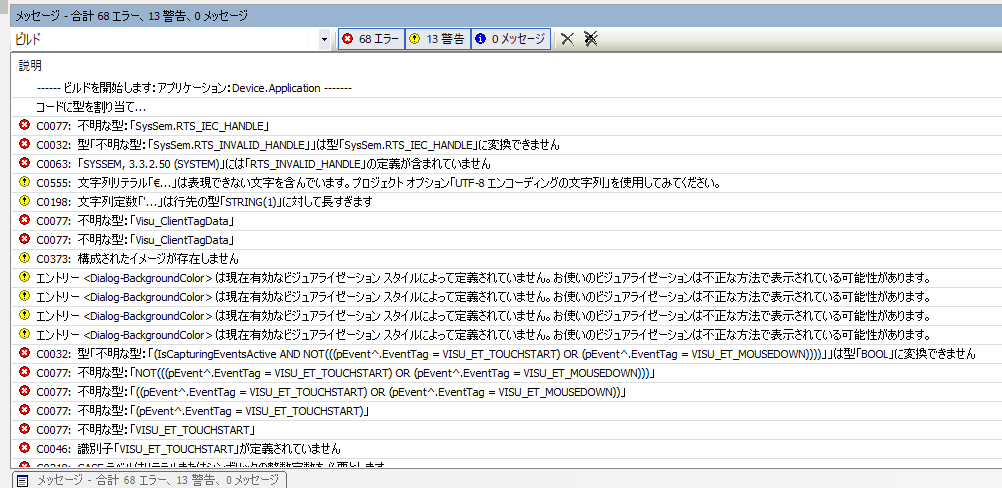 メッセージ - 合計 68 エラー、13 警告、0 メッセージ
ビルド
68 エラー
13 警告
0 メッセージ
説明
------ ビルドを開始します: アプリケーション: Device.Application -------
コードに型を割り当て...
C0077: 不明な型:「SysSem.RTS_IEC_HANDLE」
C0032: 型「不明な型:「SysSem.RTS_INVALID_HANDLE」」は型「SysSem.RTS_IEC_HANDLE」に変換できません
C0063: 「SYSSEM, 3.3.2.50 (SYSTEM)」には「RTS_INVALID_HANDLE」の定義が含まれていません
C0555: 文字列リテラル「€...」は表現できない文字を含んでいます。プロジェクト オプション「UTF-8 エンコーディングの文字列」を使用してみてください。
C0198: 文字列定数「'...」は行先の型「STRING(1)」に対して長すぎます
C0077: 不明な型:「Visu_ClientTagData」
C0077: 不明な型:「Visu_ClientTagData」
C0373: 構成されたイメージが存在しません
エントリー <Dialog-BackgroundColor> は現在有効なビジュアライゼーション スタイルによって定義されていません。お使いのビジュアライゼーションは不正な方法で表示されている可能性があります。
エントリー <Dialog-BackgroundColor> は現在有効なビジュアライゼーション スタイルによって定義されていません。お使いのビジュアライゼーションは不正な方法で表示されている可能性があります。
エントリー <Dialog-BackgroundColor> は現在有効なビジュアライゼーション スタイルによって定義されていません。お使いのビジュアライゼーションは不正な方法で表示されている可能性があります。
エントリー <Dialog-BackgroundColor> は現在有効なビジュアライゼーション スタイルによって定義されていません。お使いのビジュアライゼーションは不正な方法で表示されている可能性があります。
C0032: 型「不明な型:「(IsCapturingEventsActive AND NOT(((pEvent^.EventTag = VISU_ET_TOUCHSTART) OR (pEvent^.EventTag = VISU_ET_MOUSEDOWN))))」」は型「BOOL」に変換できません
C0077: 不明な型:「NOT(((pEvent^.EventTag = VISU_ET_TOUCHSTART) OR (pEvent^.EventTag = VISU_ET_MOUSEDOWN)))」
C0077: 不明な型:「((pEvent^.EventTag = VISU_ET_TOUCHSTART) OR (pEvent^.EventTag = VISU_ET_MOUSEDOWN))」
C0077: 不明な型:「(pEvent^.EventTag = VISU_ET_TOUCHSTART)」
C0077: 不明な型:「VISU_ET_TOUCHSTART」
C0046: 識別子「VISU_ET_TOUCHSTART」が定義されていません
メッセージ - 合計 68 エラー、13 警告、0 メッセージ